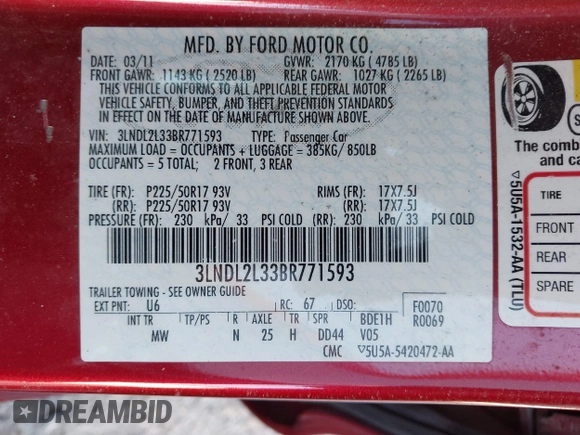 MFD. BY FORD MOTOR CO.
DATE: 03/11 GVWR: 2170 KG ( 4785 LB)
FRONT GAWR: 1143 KG ( 2520 LB) REAR GAWR: 1027 KG ( 2265 LB)
THIS VEHICLE CONFORMS TO ALL APPLICABLE FEDERAL MOTOR
VEHICLE SAFETY, BUMPER, AND THEFT PREVENTION STANDARDS
IN EFFECT ON THE DATE OF MANUFACTURE SHOWN ABOVE.
VIN: 3LNDL2L33BR771593 TYPE: Passenger Car
MAXIMUM LOAD = OCCUPANTS + LUGGAGE = 385KG/ 850LB
OCCUPANTS = 5 TOTAL; 2 FRONT, 3 REAR
TIRE (FR): P225/50R17 93V RIMS (FR): 17X7.5J
(RR): P225/50R17 93V (RR): 17X7.5J
PRESSURE (FR): 230 kPa/ 33 PSI COLD (RR): 230 kPa/ 33 PSI COLD
3LNDL2L33BR771593
TRAILER TOWING - SEE OWNER GUIDE
EXT PNT: U6 RC: 67 DSO: F0070
INT TR TP/PS R AXLE TR SPR BDE1H R0069
MW N 25 H DD44 V05
CMC ▽5U5A-5420472-AA
The comb
and ca
TIRE
FRONT
REAR
SPARE
▽5U5A-1532-AA (TLU)
DREAMBID